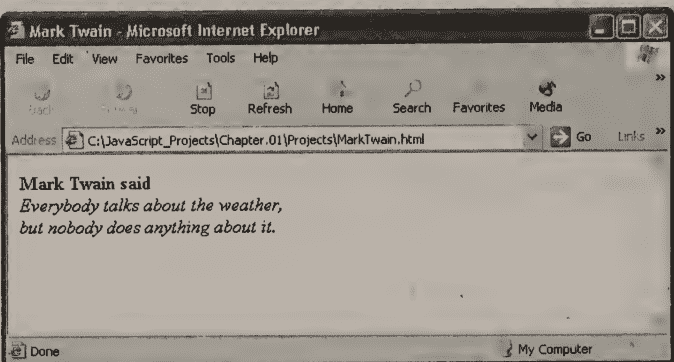 Mark Twain - Microsoft Internet Explorer
File Edit View Favorites Tools Help
Back Forward Stop Refresh Home Search Favorites Media »
Address C:\JavaScript_Projects\Chapter.01\Projects\MarkTwain.html Go Links »
Mark Twain said
Everybody talks about the weather,
but nobody does anything about it.
Done My Computer